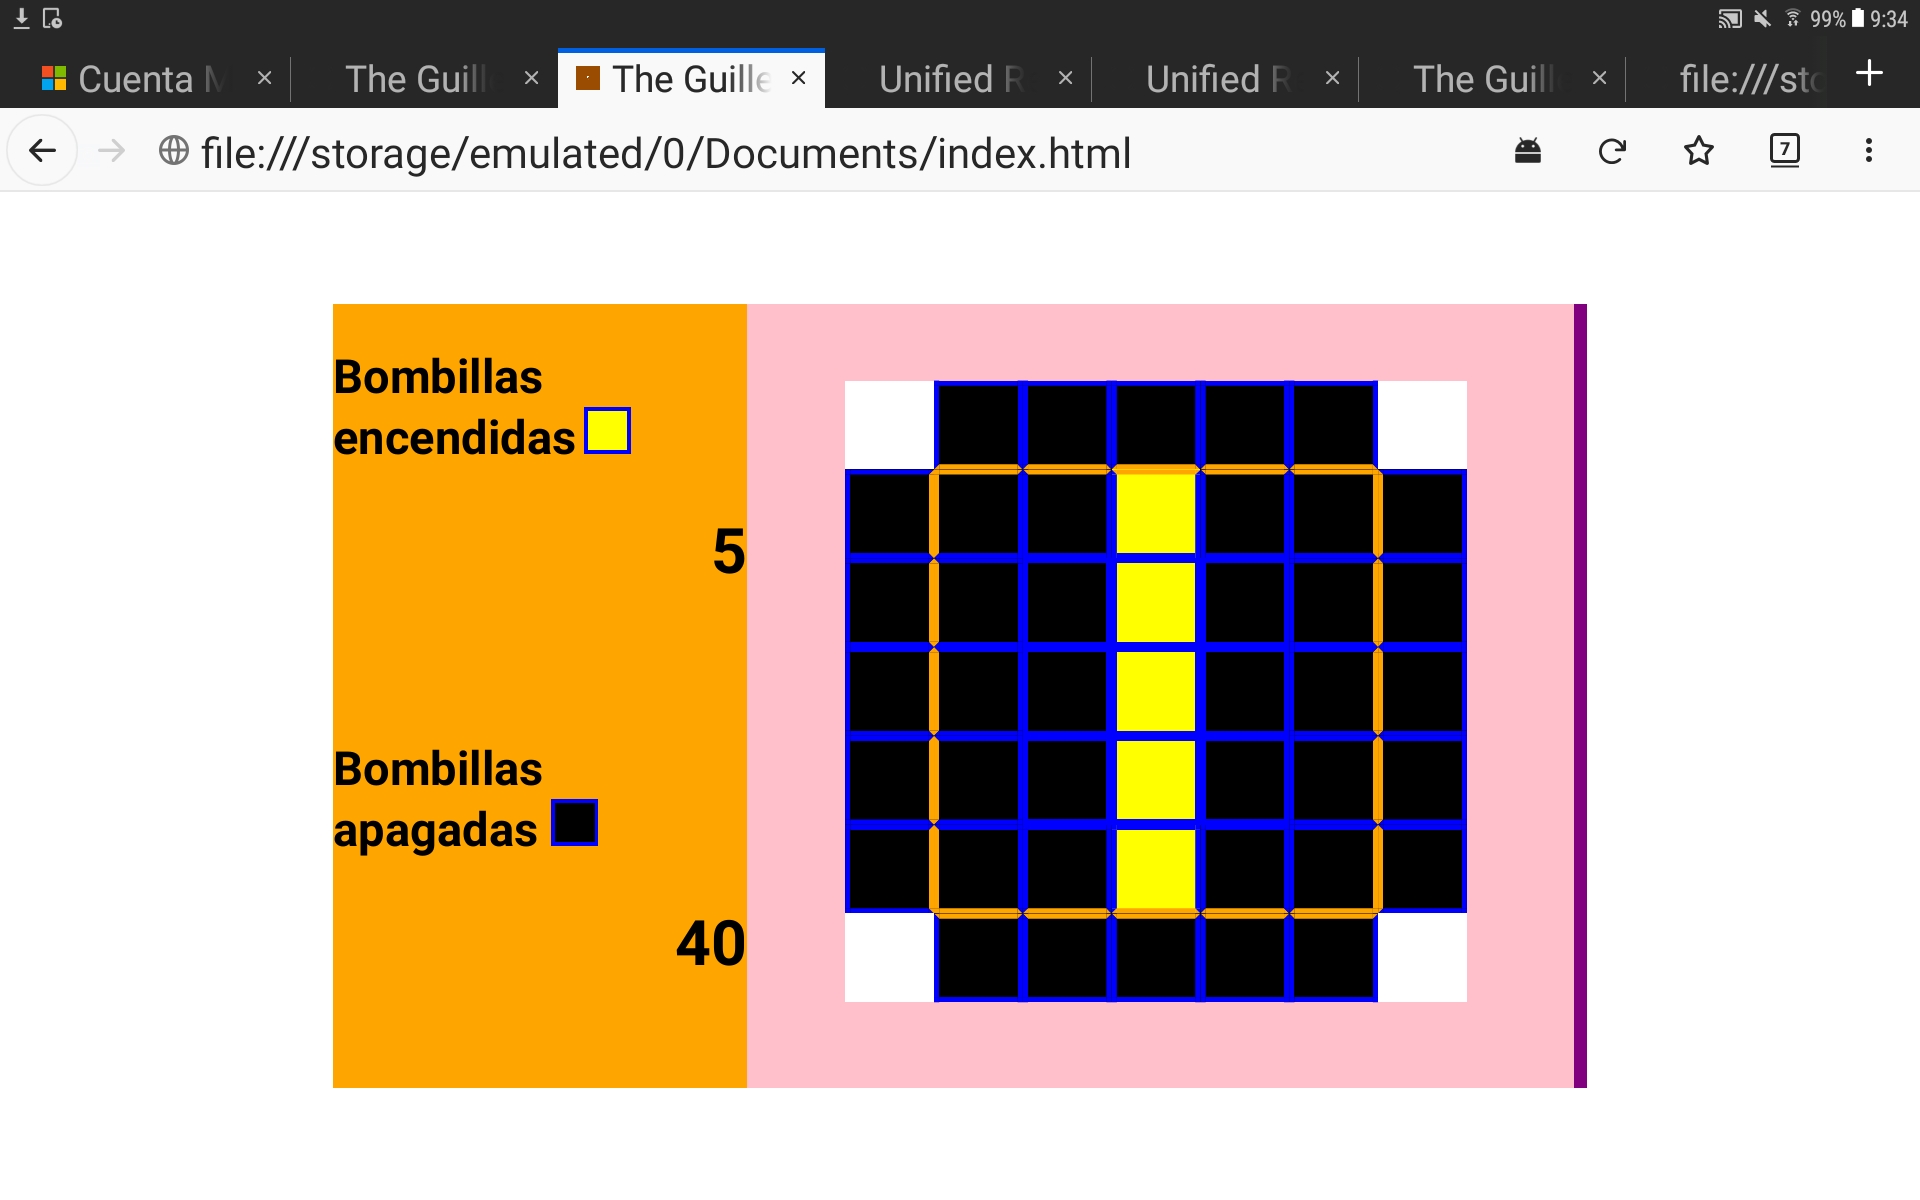 99% 9:34
Cuenta M The Guille The Guille Unified R Unified R The Guill file:///sto
file:///storage/emulated/0/Documents/index.html 7
Bombillas
encendidas
5
Bombillas
apagadas
40